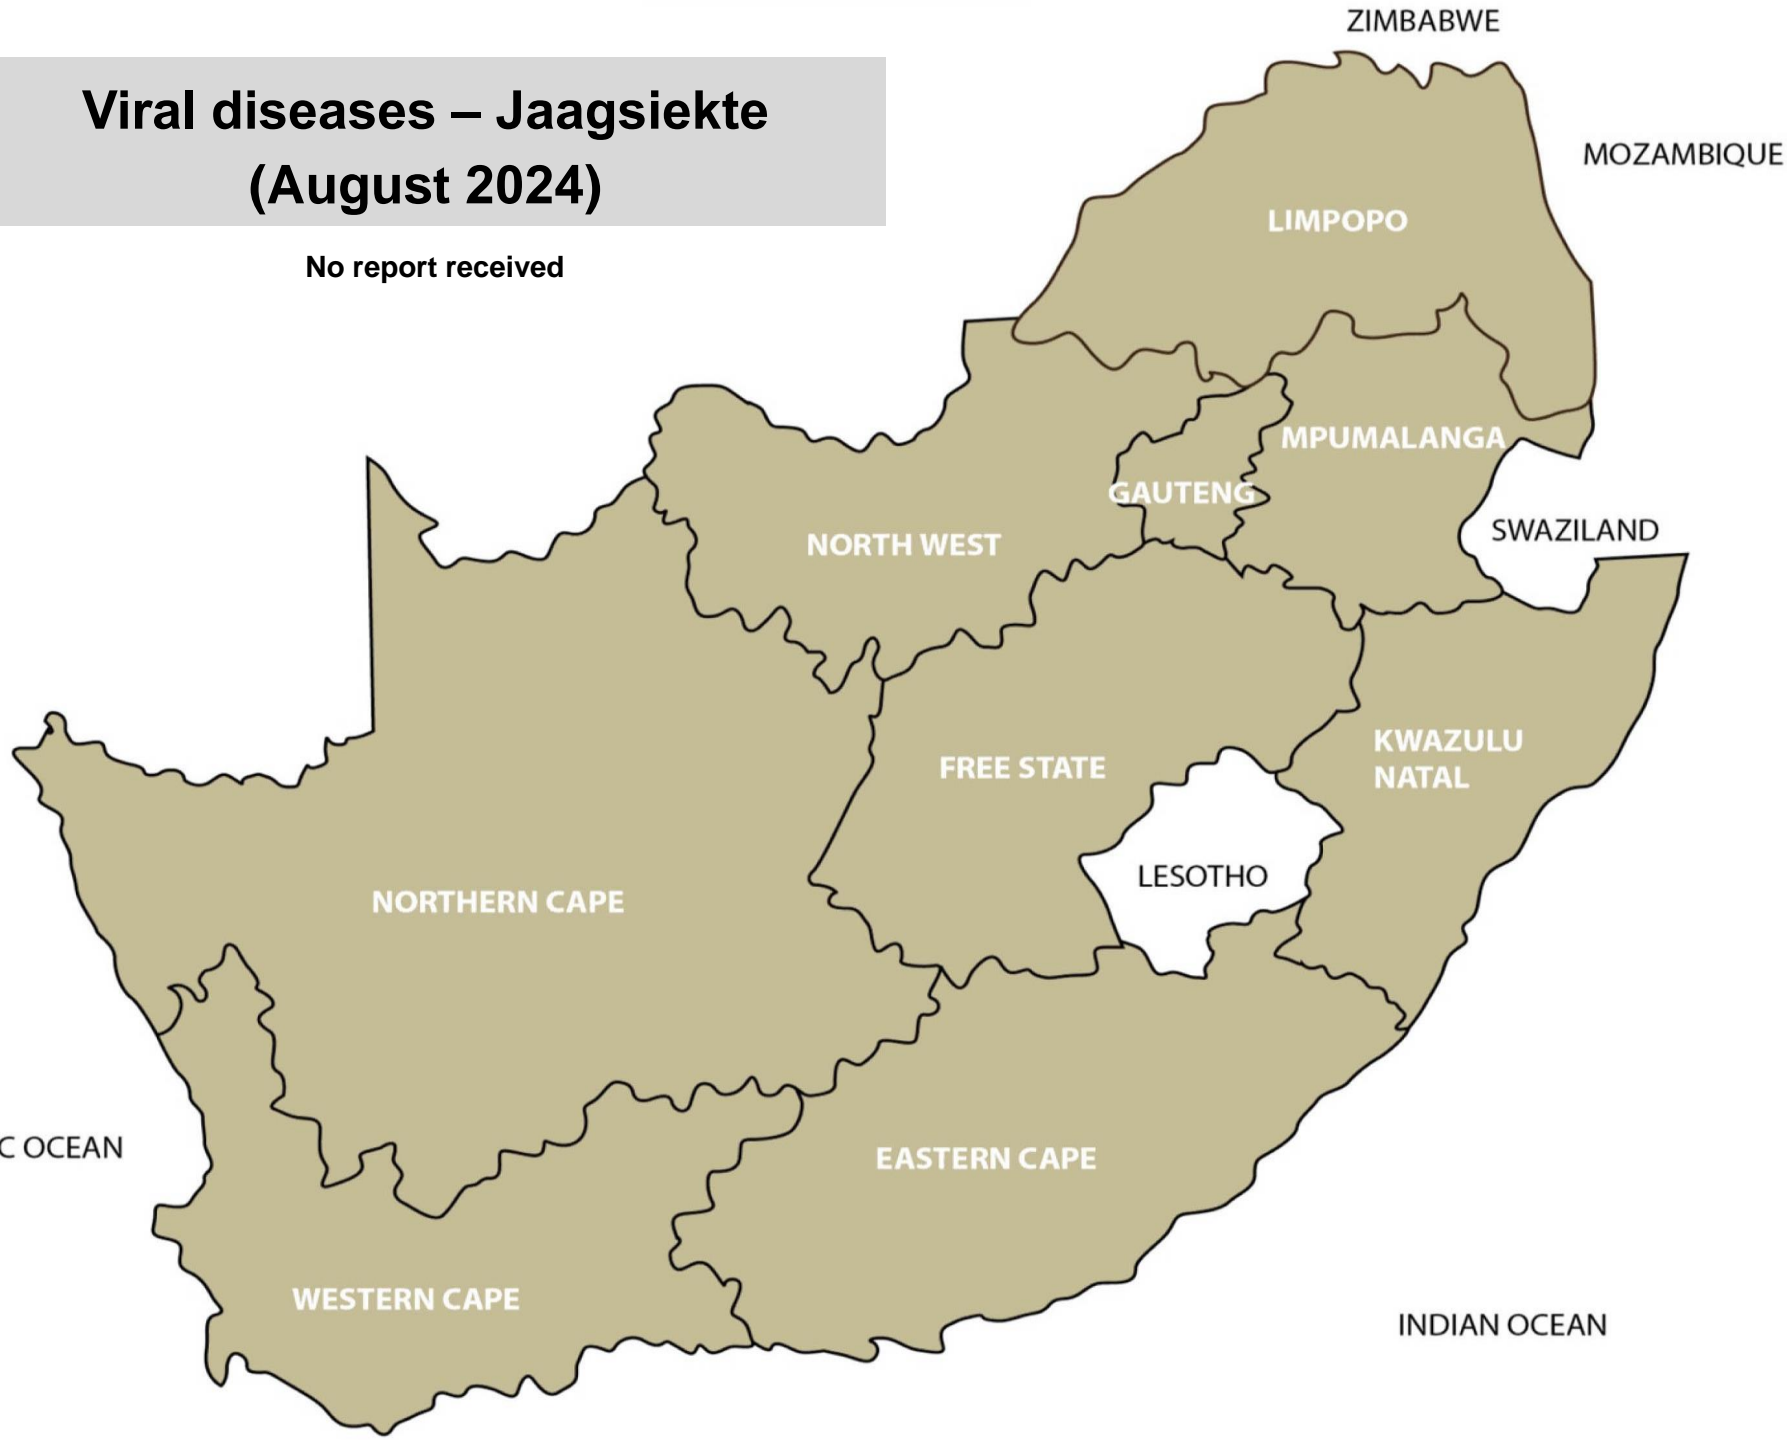 ZIMBABWE
Viral diseases – Jaagsiekte
(August 2024)
MOZAMBIQUE
LIMPOPO
No report received
MPUMALANGA
GAUTENG
SWAZILAND
NORTH WEST
KWAZULU
NATAL
FREE STATE
LESOTHO
NORTHERN CAPE
C OCEAN
EASTERN CAPE
WESTERN CAPE
INDIAN OCEAN